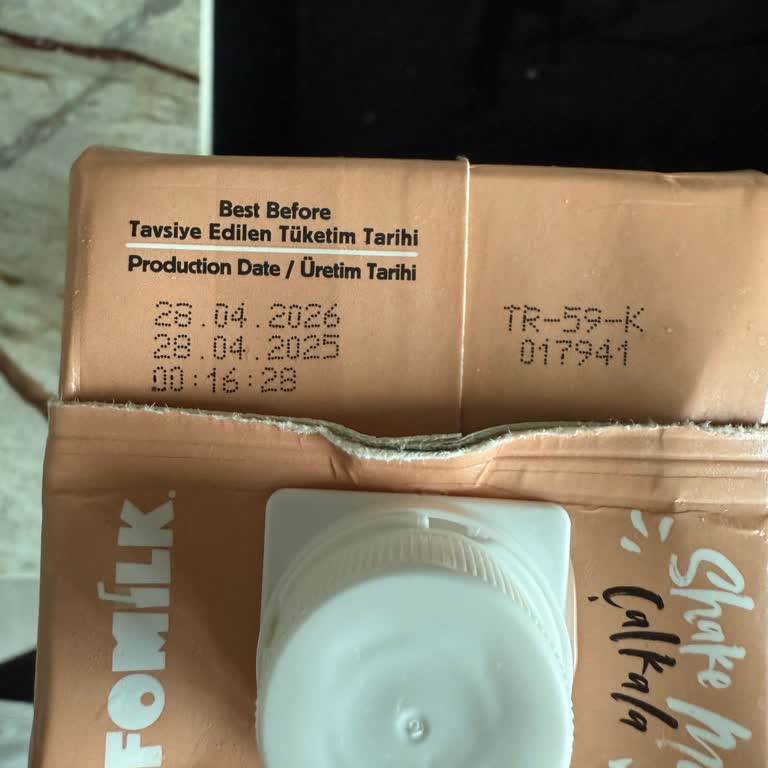 Best Before
Tavsiye Edilen Tüketim Tarihi
Production Date / Üretim Tarihi
28.04.2026
28.04.2025
00:16:28
TR-59-K
017941
FOMİLK.
Shake
Çalkala